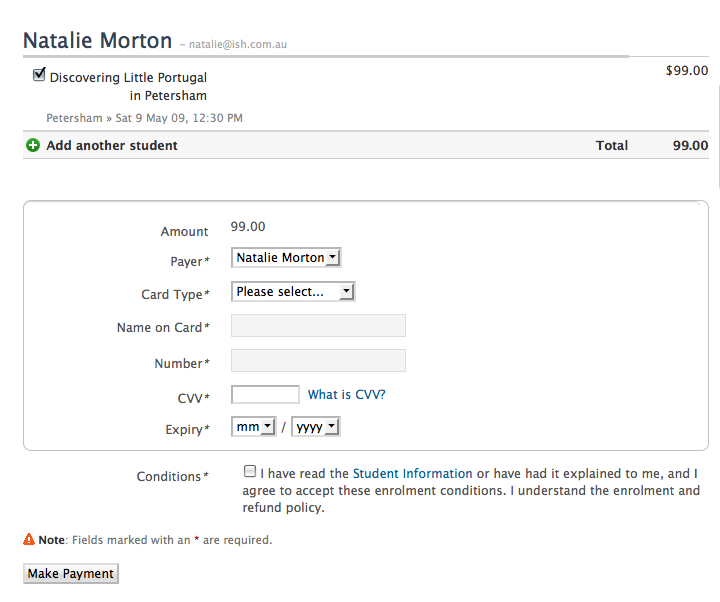 Natalie Morton – natalie@ish.com.au
Discovering Little Portugal $99.00
in Petersham
Petersham » Sat 9 May 09, 12:30 PM
Add another student Total 99.00
Amount 99.00
Payer* Natalie Morton
Card Type* Please select...
Name on Card*
Number*
CVV* What is CVV?
Expiry* mm / yyyy
Conditions* I have read the Student Information or have had it explained to me, and I
agree to accept these enrolment conditions. I understand the enrolment and
refund policy.
Note: Fields marked with an * are required.
Make Payment